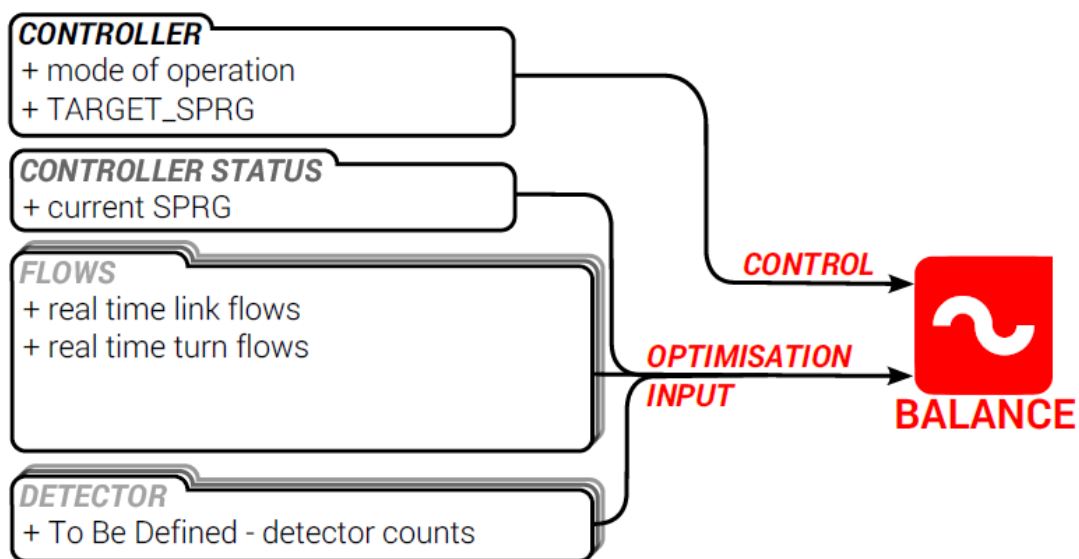 CONTROLLER
+ mode of operation
+ TARGET_SPRG
CONTROLLER STATUS
+ current SPRG
FLOWS
+ real time link flows
+ real time turn flows
DETECTOR
+ To Be Defined - detector counts
CONTROL
OPTIMISATION
INPUT
BALANCE